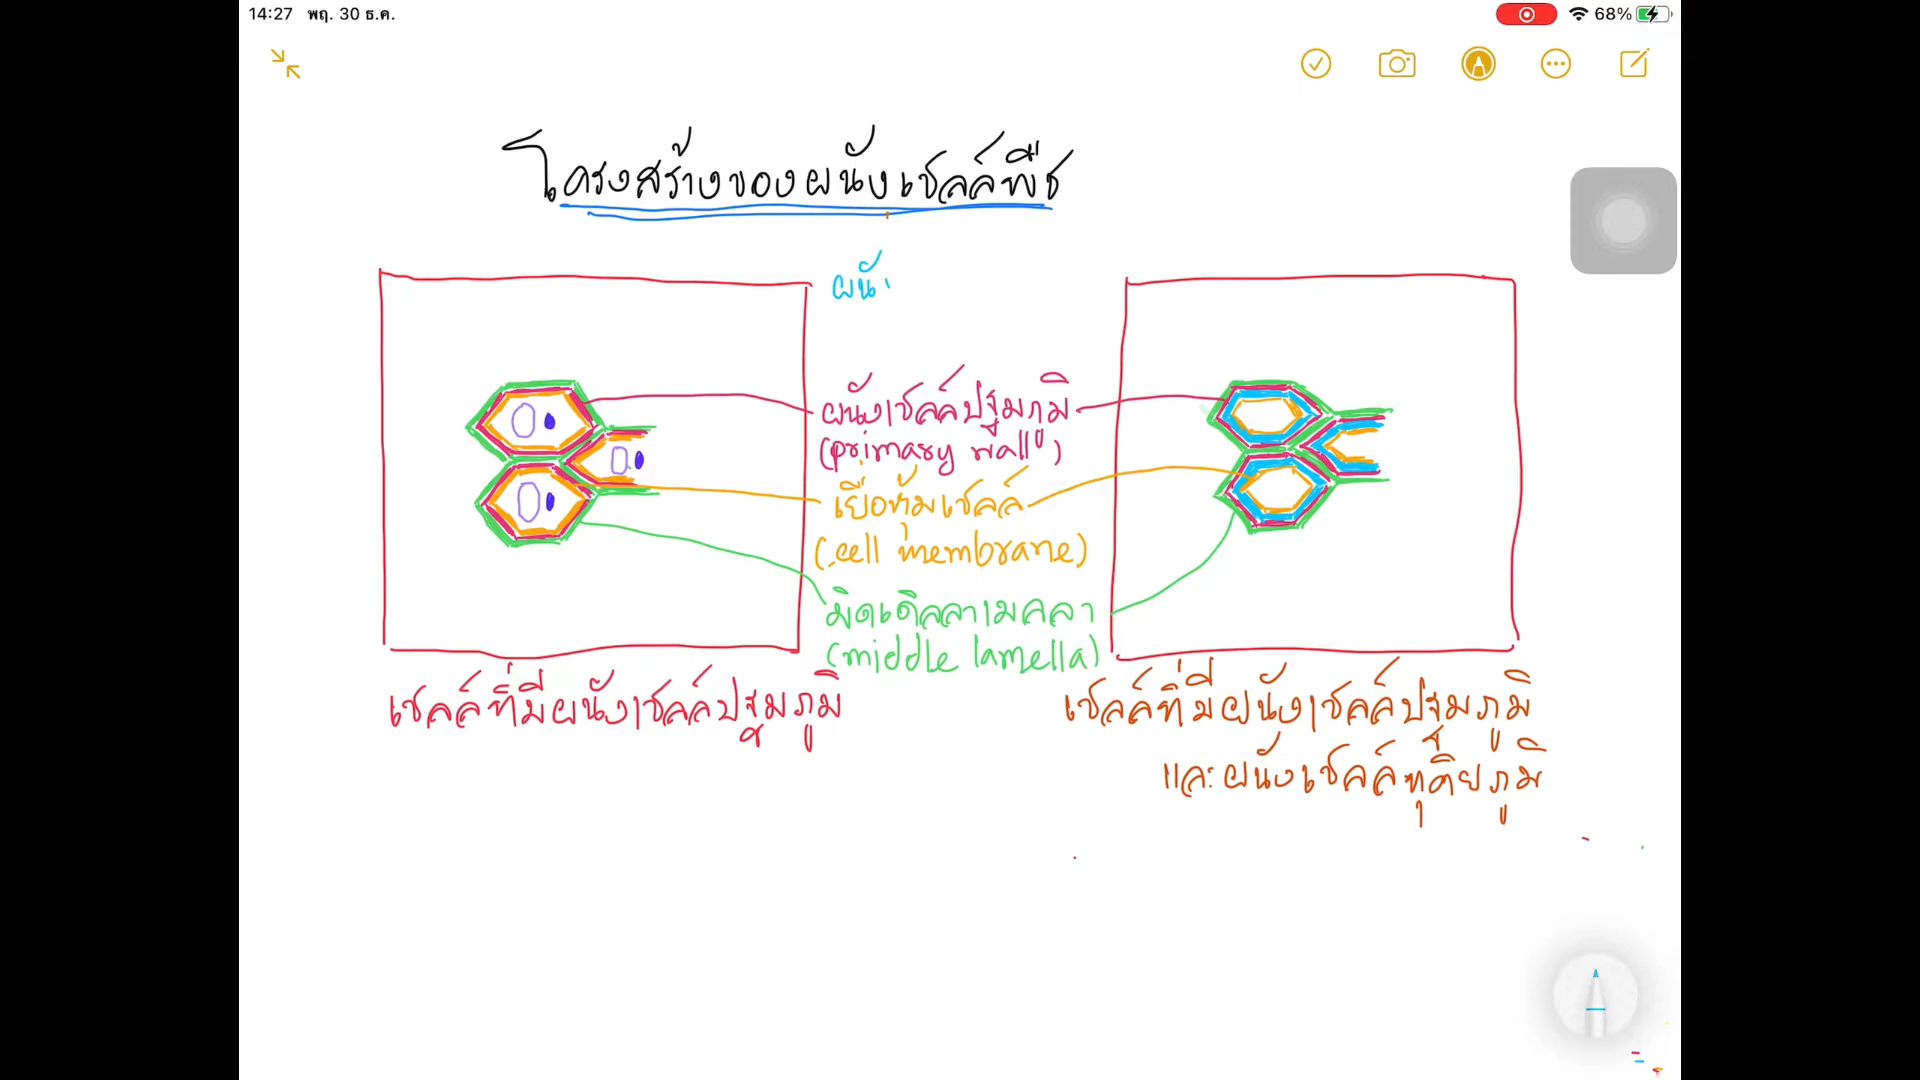 14:27 พฤ. 30 ธ.ค.
68%
โครงสร้างของผนังเซลล์พืช
ผนั
ผนังเซลล์ปฐมภูมิ
(primary wall)
เยื่อหุ้มเซลล์
(cell membrane)
มิดเดิลลาเมลลา
(middle lamella)
เซลล์ที่มีผนังเซลล์ปฐมภูมิ
เซลล์ที่มีผนังเซลล์ปฐมภูมิ
และผนังเซลล์ทุติยภูมิ